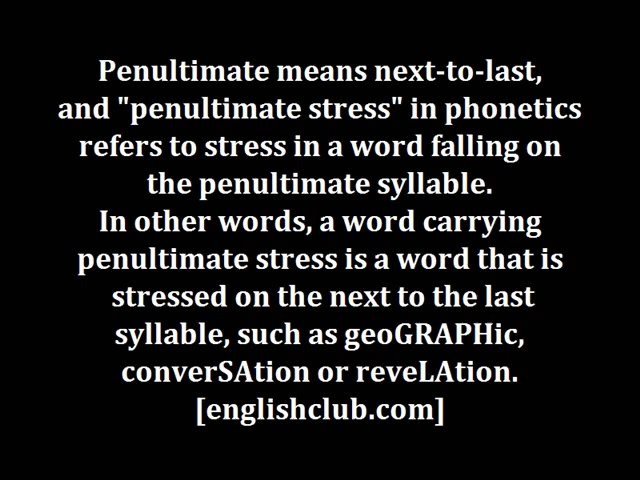 Penultimate means next-to-last,
and "penultimate stress" in phonetics
refers to stress in a word falling on
the penultimate syllable.
In other words, a word carrying
penultimate stress is a word that is
stressed on the next to the last
syllable, such as geoGRAPHic,
converSAtion or reveLAtion.
[englishclub.com]